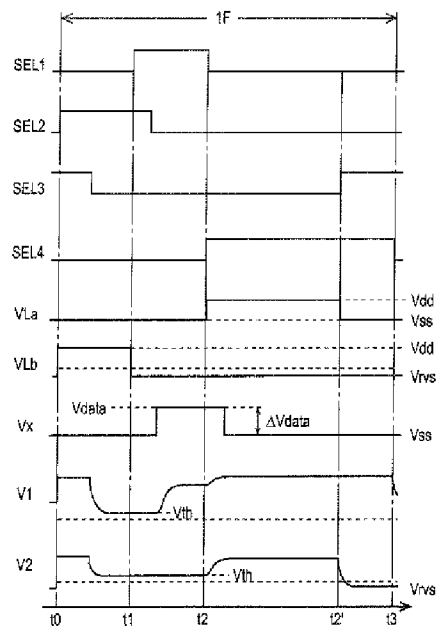 1F
SEL1
SEL2
SEL3
SEL4
Vdd
VLa
Vss
VLb
Vdd
Vrvs
Vdata
Vx
ΔVdata
Vss
V1
Vth
V2
Vth
Vrvs
t0 t1 t2 t2' t3